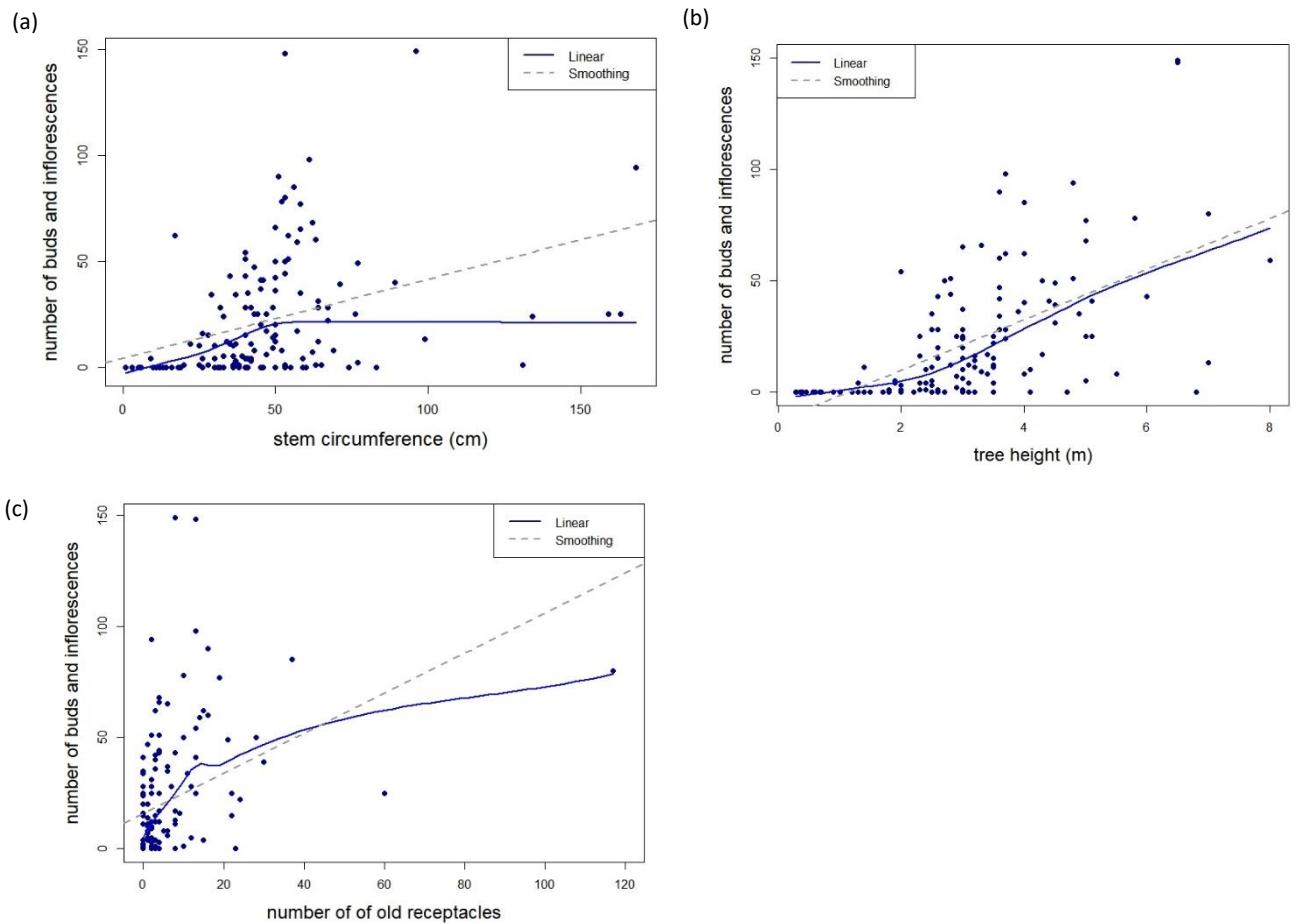 (a)
150
100
50
0
number of buds and inflorescences
Linear
Smoothing
0 50 100 150
stem circumference (cm)
(b)
150
100
50
0
number of buds and inflorescences
Linear
Smoothing
0 2 4 6 8
tree height (m)
(c)
150
100
50
0
number of buds and inflorescences
Linear
Smoothing
0 20 40 60 80 100 120
number of of old receptacles